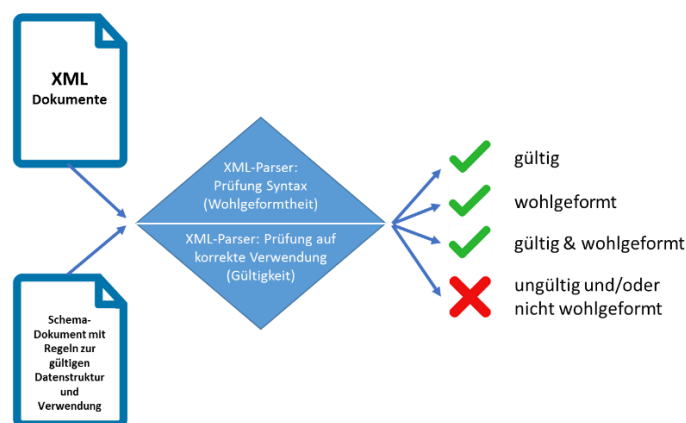 XML
Dokumente
XML-Parser:
Prüfung Syntax
(Wohlgeformtheit)
XML-Parser: Prüfung auf
korrekte Verwendung
(Gültigkeit)
Schema-
Dokument mit
Regeln zur
gültigen
Datenstruktur
und
Verwendung
gültig
wohlgeformt
gültig & wohlgeformt
ungültig und/oder
nicht wohlgeformt